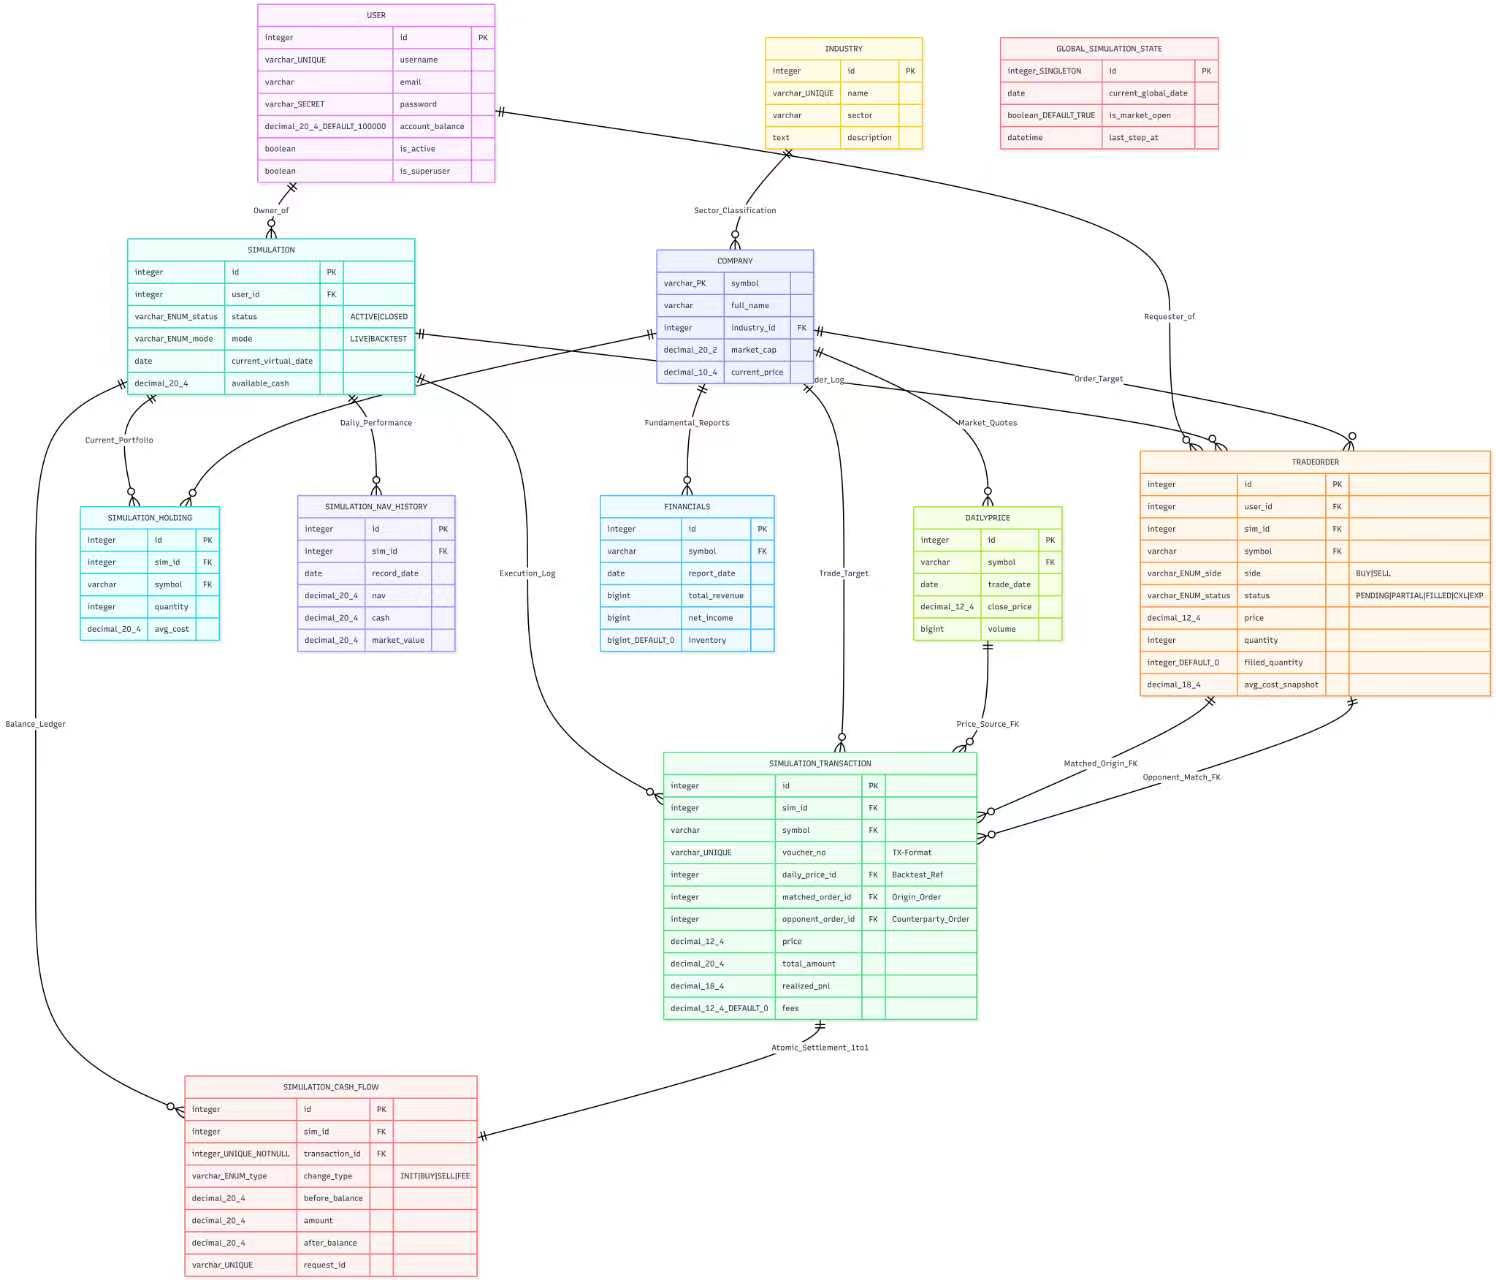 USER
integer id PK
varchar_UNIQUE username
varchar email
varchar_SECRET password
decimal_20_4_DEFAULT_100000 account_balance
boolean is_active
boolean is_superuser
INDUSTRY
integer id PK
varchar_UNIQUE name
varchar sector
text description
GLOBAL_SIMULATION_STATE
integer_SINGLETON id PK
date current_global_date
boolean_DEFAULT_TRUE is_market_open
datetime last_step_at
Owner_of
Sector_Classification
SIMULATION
integer id PK
integer user_id FK
varchar_ENUM_status status ACTIVE|CLOSED
varchar_ENUM_mode mode LIVE|BACKTEST
date current_virtual_date
decimal_20_4 available_cash
COMPANY
varchar_PK symbol
varchar full_name
integer industry_id FK
decimal_20_2 market_cap
decimal_10_4 current_price
Requester_of
der_Log
Order_Target
Current_Portfolio
Daily_Performance
Fundamental_Reports
Market_Quotes
SIMULATION_HOLDING
integer id PK
integer sim_id FK
varchar symbol FK
integer quantity
decimal_20_4 avg_cost
SIMULATION_NAV_HISTORY
integer id PK
integer sim_id FK
date record_date
decimal_20_4 nav
decimal_20_4 cash
decimal_20_4 market_value
Execution_Log
FINANCIALS
integer id PK
varchar symbol FK
date report_date
bigint total_revenue
bigint net_income
bigint_DEFAULT_0 inventory
Trade_Target
DAILYPRICE
integer id PK
varchar symbol FK
date trade_date
decimal_12_4 close_price
bigint volume
TRADEORDER
integer id PK
integer user_id FK
integer sim_id FK
varchar symbol FK
varchar_ENUM_side side BUY|SELL
varchar_ENUM_status status PENDING|PARTIAL|FILLED|CXL|EXP
decimal_12_4 price
integer quantity
integer_DEFAULT_0 filled_quantity
decimal_18_4 avg_cost_snapshot
Balance_Ledger
Price_Source_FK
Matched_Origin_FK
Opponent_Match_FK
SIMULATION_TRANSACTION
integer id PK
integer sim_id FK
varchar symbol FK
varchar_UNIQUE voucher_no TX-Format
integer daily_price_id FK Backtest_Ref
integer matched_order_id FK Origin_Order
integer opponent_order_id FK Counterparty_Order
decimal_12_4 price
decimal_20_4 total_amount
decimal_18_4 realized_pnl
decimal_12_4_DEFAULT_0 fees
Atomic_Settlement_1to1
SIMULATION_CASH_FLOW
integer id PK
integer sim_id FK
integer_UNIQUE_NOTNULL transaction_id FK
varchar_ENUM_type change_type INIT|BUY|SELL|FEE
decimal_20_4 before_balance
decimal_20_4 amount
decimal_20_4 after_balance
varchar_UNIQUE request_id